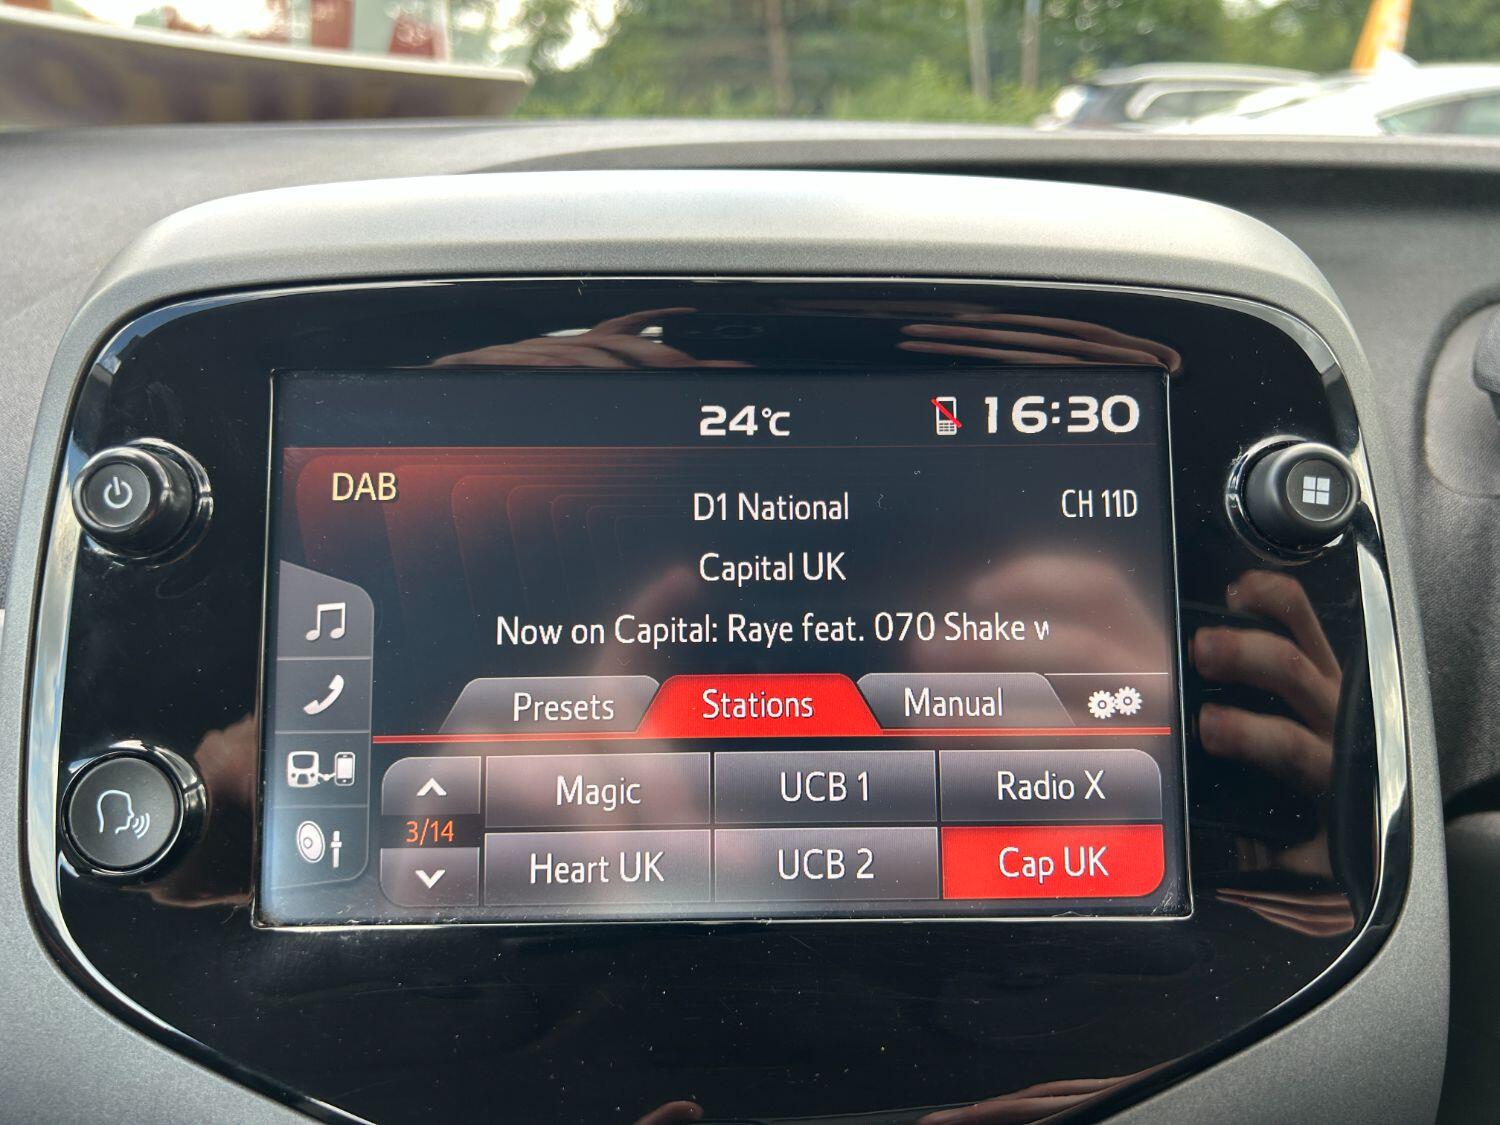 24°C 16:30
DAB D1 National CH 11D
Capital UK
Now on Capital: Raye feat. 070 Shake w
Presets Stations Manual
Magic UCB 1 Radio X
3/14
Heart UK UCB 2 Cap UK